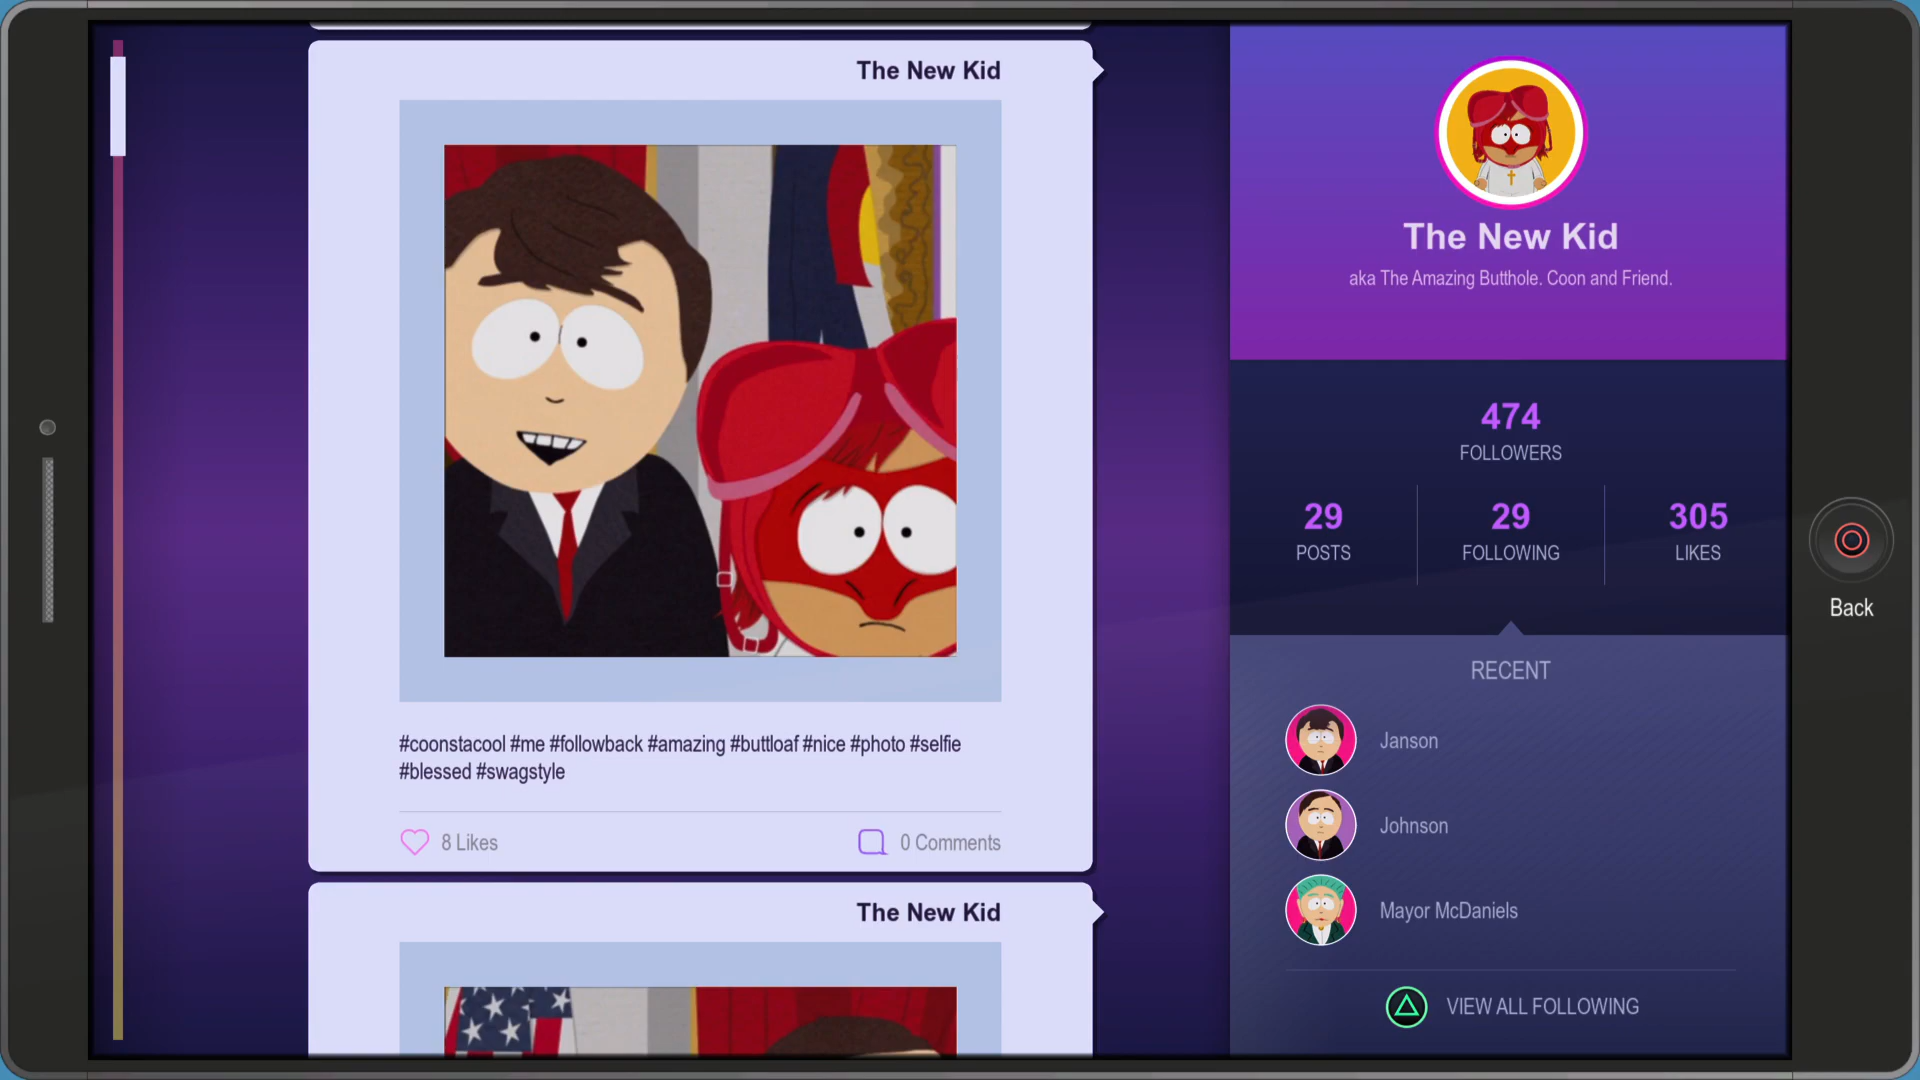 The New Kid
#coonstacool #me #followback #amazing #buttloaf #nice #photo #selfie
#blessed #swagstyle
8 Likes
0 Comments
The New Kid
The New Kid
aka The Amazing Butthole. Coon and Friend.
474
FOLLOWERS
29
POSTS
29
FOLLOWING
305
LIKES
RECENT
Janson
Johnson
Mayor McDaniels
VIEW ALL FOLLOWING
Back